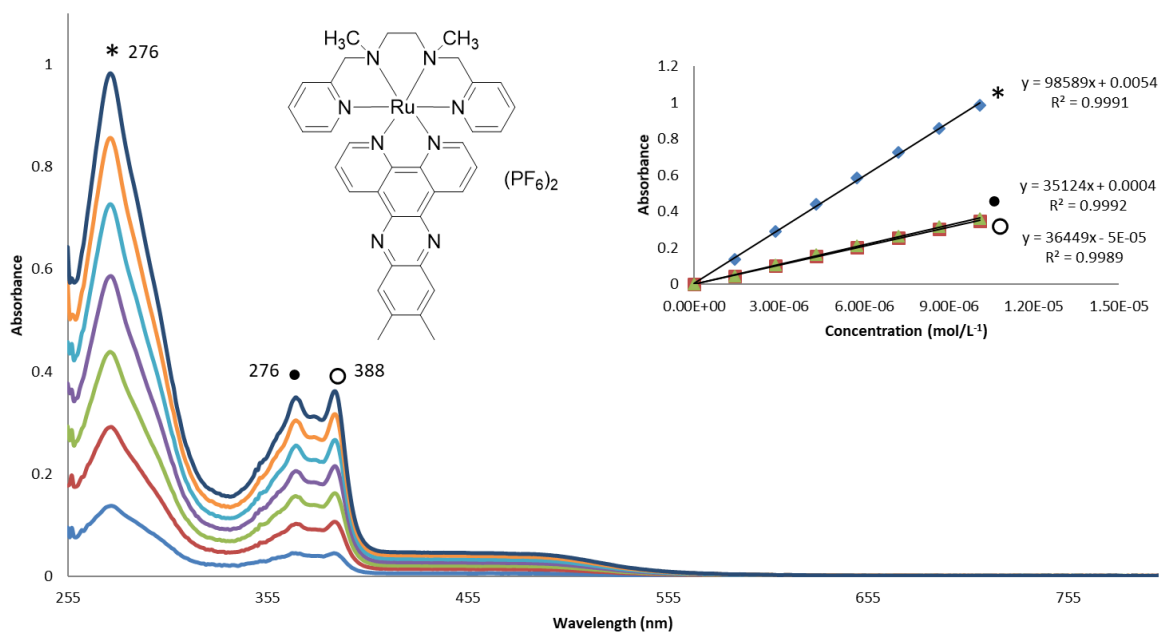 Absorbance
1
0.8
0.6
0.4
0.2
0
255
355
455
555
655
755
Wavelength (nm)
* 276
276 ●
○ 388
H₃C
CH₃
N
N
N
Ru
N
N
N
(PF₆)₂
N
N
Absorbance
1.2
1
0.8
0.6
0.4
0.2
0
0.00E+00
3.00E-06
6.00E-06
9.00E-06
1.20E-05
1.50E-05
Concentration (mol/L⁻¹)
y = 98589x + 0.0054
R² = 0.9991
*
y = 35124x + 0.0004
R² = 0.9992
●
○
y = 36449x - 5E-05
R² = 0.9989